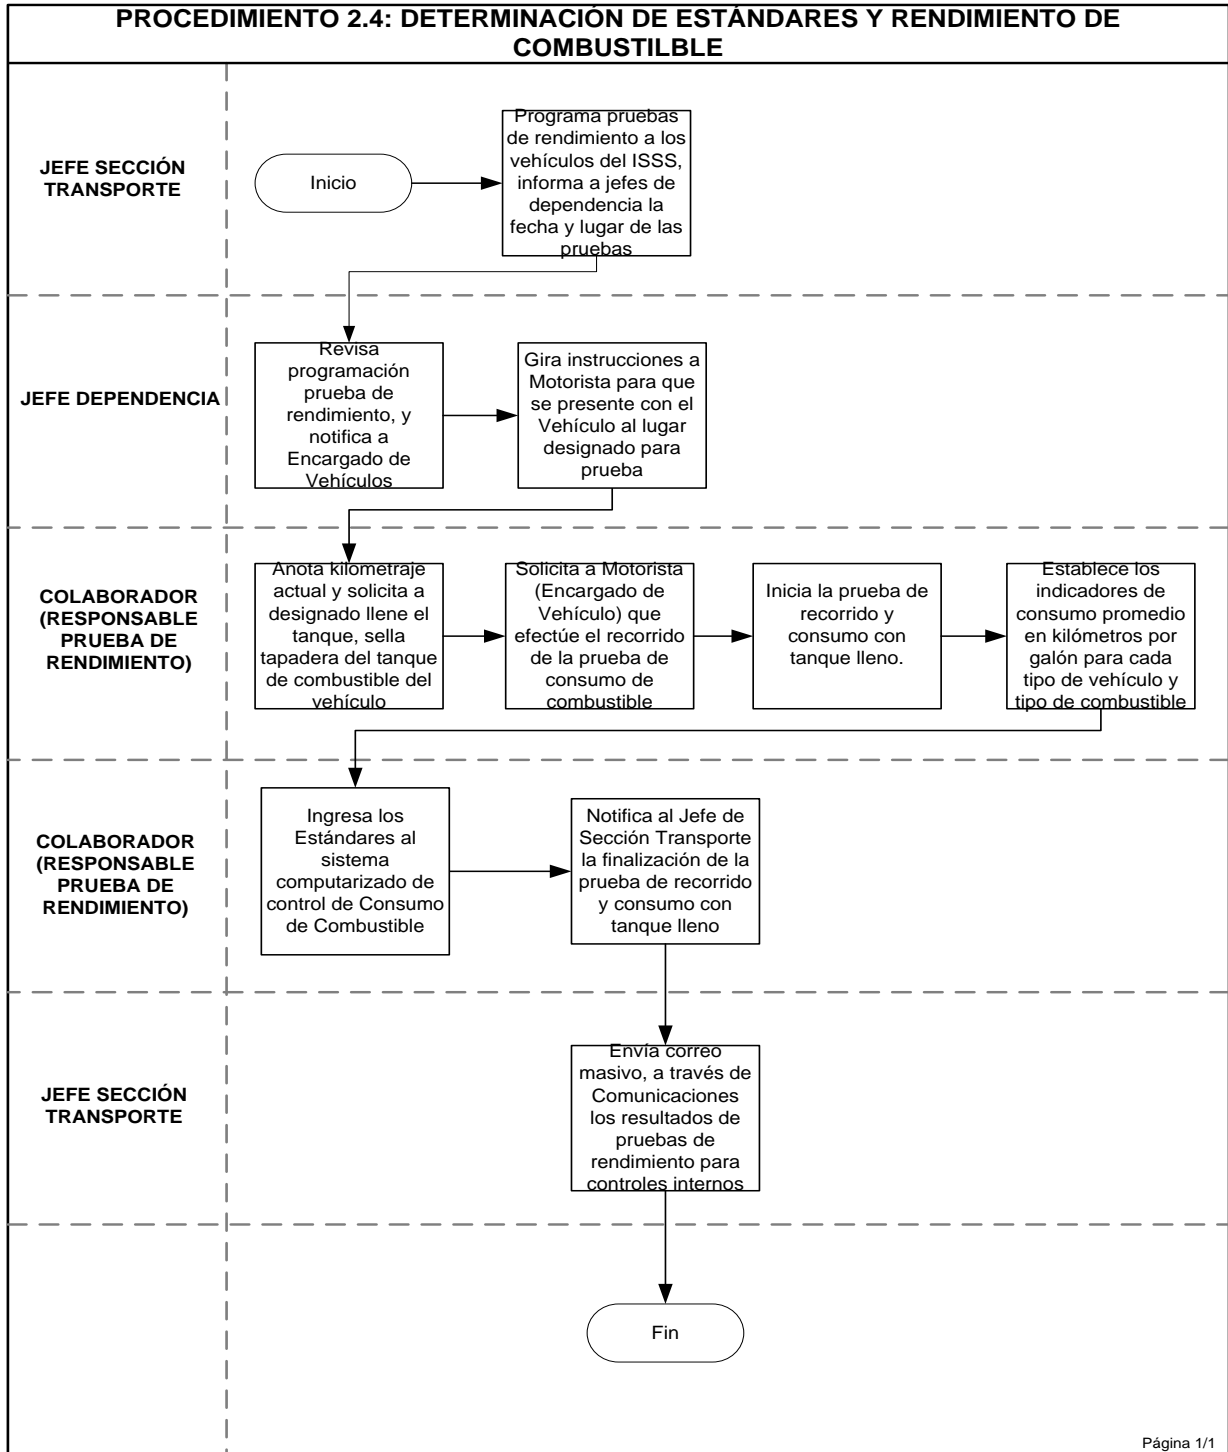 PROCEDIMIENTO 2.4: DETERMINACIÓN DE ESTÁNDARES Y RENDIMIENTO DE
COMBUSTILBLE
JEFE SECCIÓN
TRANSPORTE
Inicio
Programa pruebas
de rendimiento a los
vehículos del ISSS,
informa a jefes de
dependencia la
fecha y lugar de las
pruebas
JEFE DEPENDENCIA
Revisa
programación
prueba de
rendimiento, y
notifica a
Encargado de
Vehículos
Gira instrucciones a
Motorista para que
se presente con el
Vehículo al lugar
designado para
prueba
COLABORADOR
(RESPONSABLE
PRUEBA DE
RENDIMIENTO)
Anota kilometraje
actual y solicita a
designado llene el
tanque, sella
tapadera del tanque
de combustible del
vehículo
Solicita a Motorista
(Encargado de
Vehículo) que
efectúe el recorrido
de la prueba de
consumo de
combustible
Inicia la prueba de
recorrido y
consumo con
tanque lleno.
Establece los
indicadores de
consumo promedio
en kilómetros por
galón para cada
tipo de vehículo y
tipo de combustible
COLABORADOR
(RESPONSABLE
PRUEBA DE
RENDIMIENTO)
Ingresa los
Estándares al
sistema
computarizado de
control de Consumo
de Combustible
Notifica al Jefe de
Sección Transporte
la finalización de la
prueba de recorrido
y consumo con
tanque lleno
JEFE SECCIÓN
TRANSPORTE
Envía correo
masivo, a través de
Comunicaciones
los resultados de
pruebas de
rendimiento para
controles internos
Fin
Página 1/1